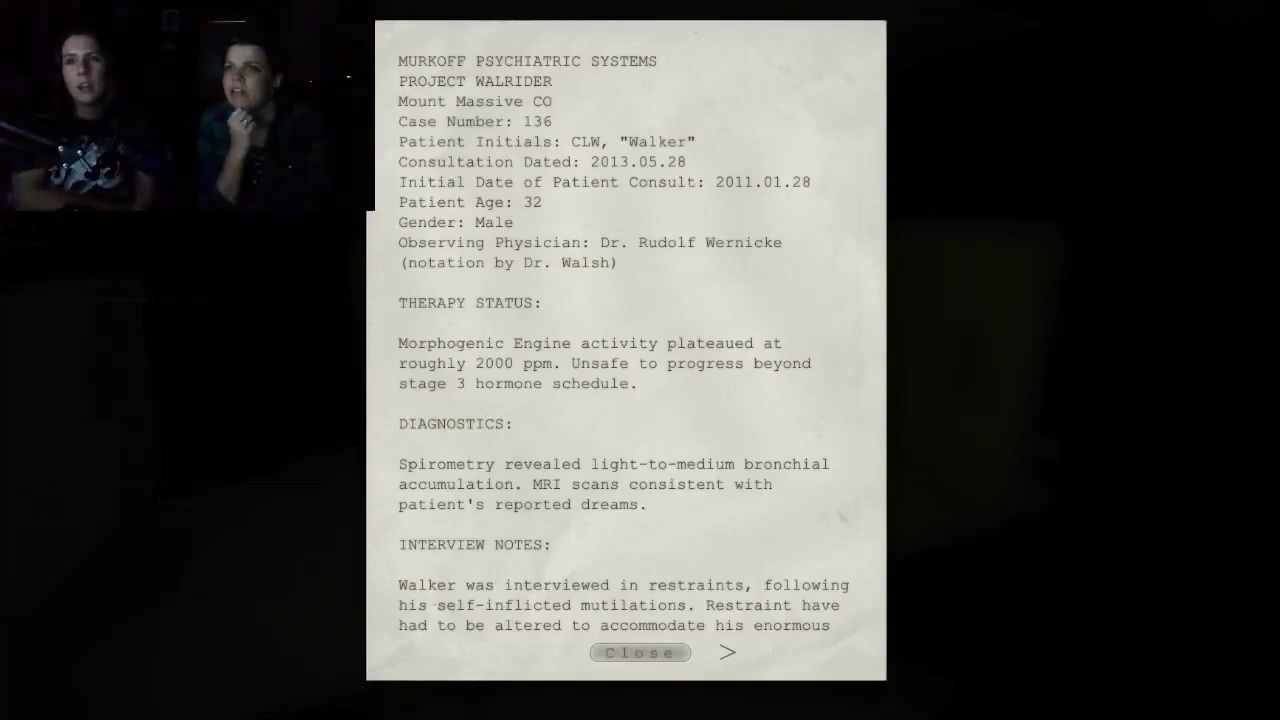 MURKOFF PSYCHIATRIC SYSTEMS
PROJECT WALRIDER
Mount Massive CO
Case Number: 136
Patient Initials: CLW, "Walker"
Consultation Dated: 2013.05.28
Initial Date of Patient Consult: 2011.01.28
Patient Age: 32
Gender: Male
Observing Physician: Dr. Rudolf Wernicke
(notation by Dr. Walsh)
THERAPY STATUS:
Morphogenic Engine activity plateaued at
roughly 2000 ppm. Unsafe to progress beyond
stage 3 hormone schedule.
DIAGNOSTICS:
Spirometry revealed light-to-medium bronchial
accumulation. MRI scans consistent with
patient's reported dreams.
INTERVIEW NOTES:
Walker was interviewed in restraints, following
his self-inflicted mutilations. Restraint have
had to be altered to accommodate his enormous
Close >